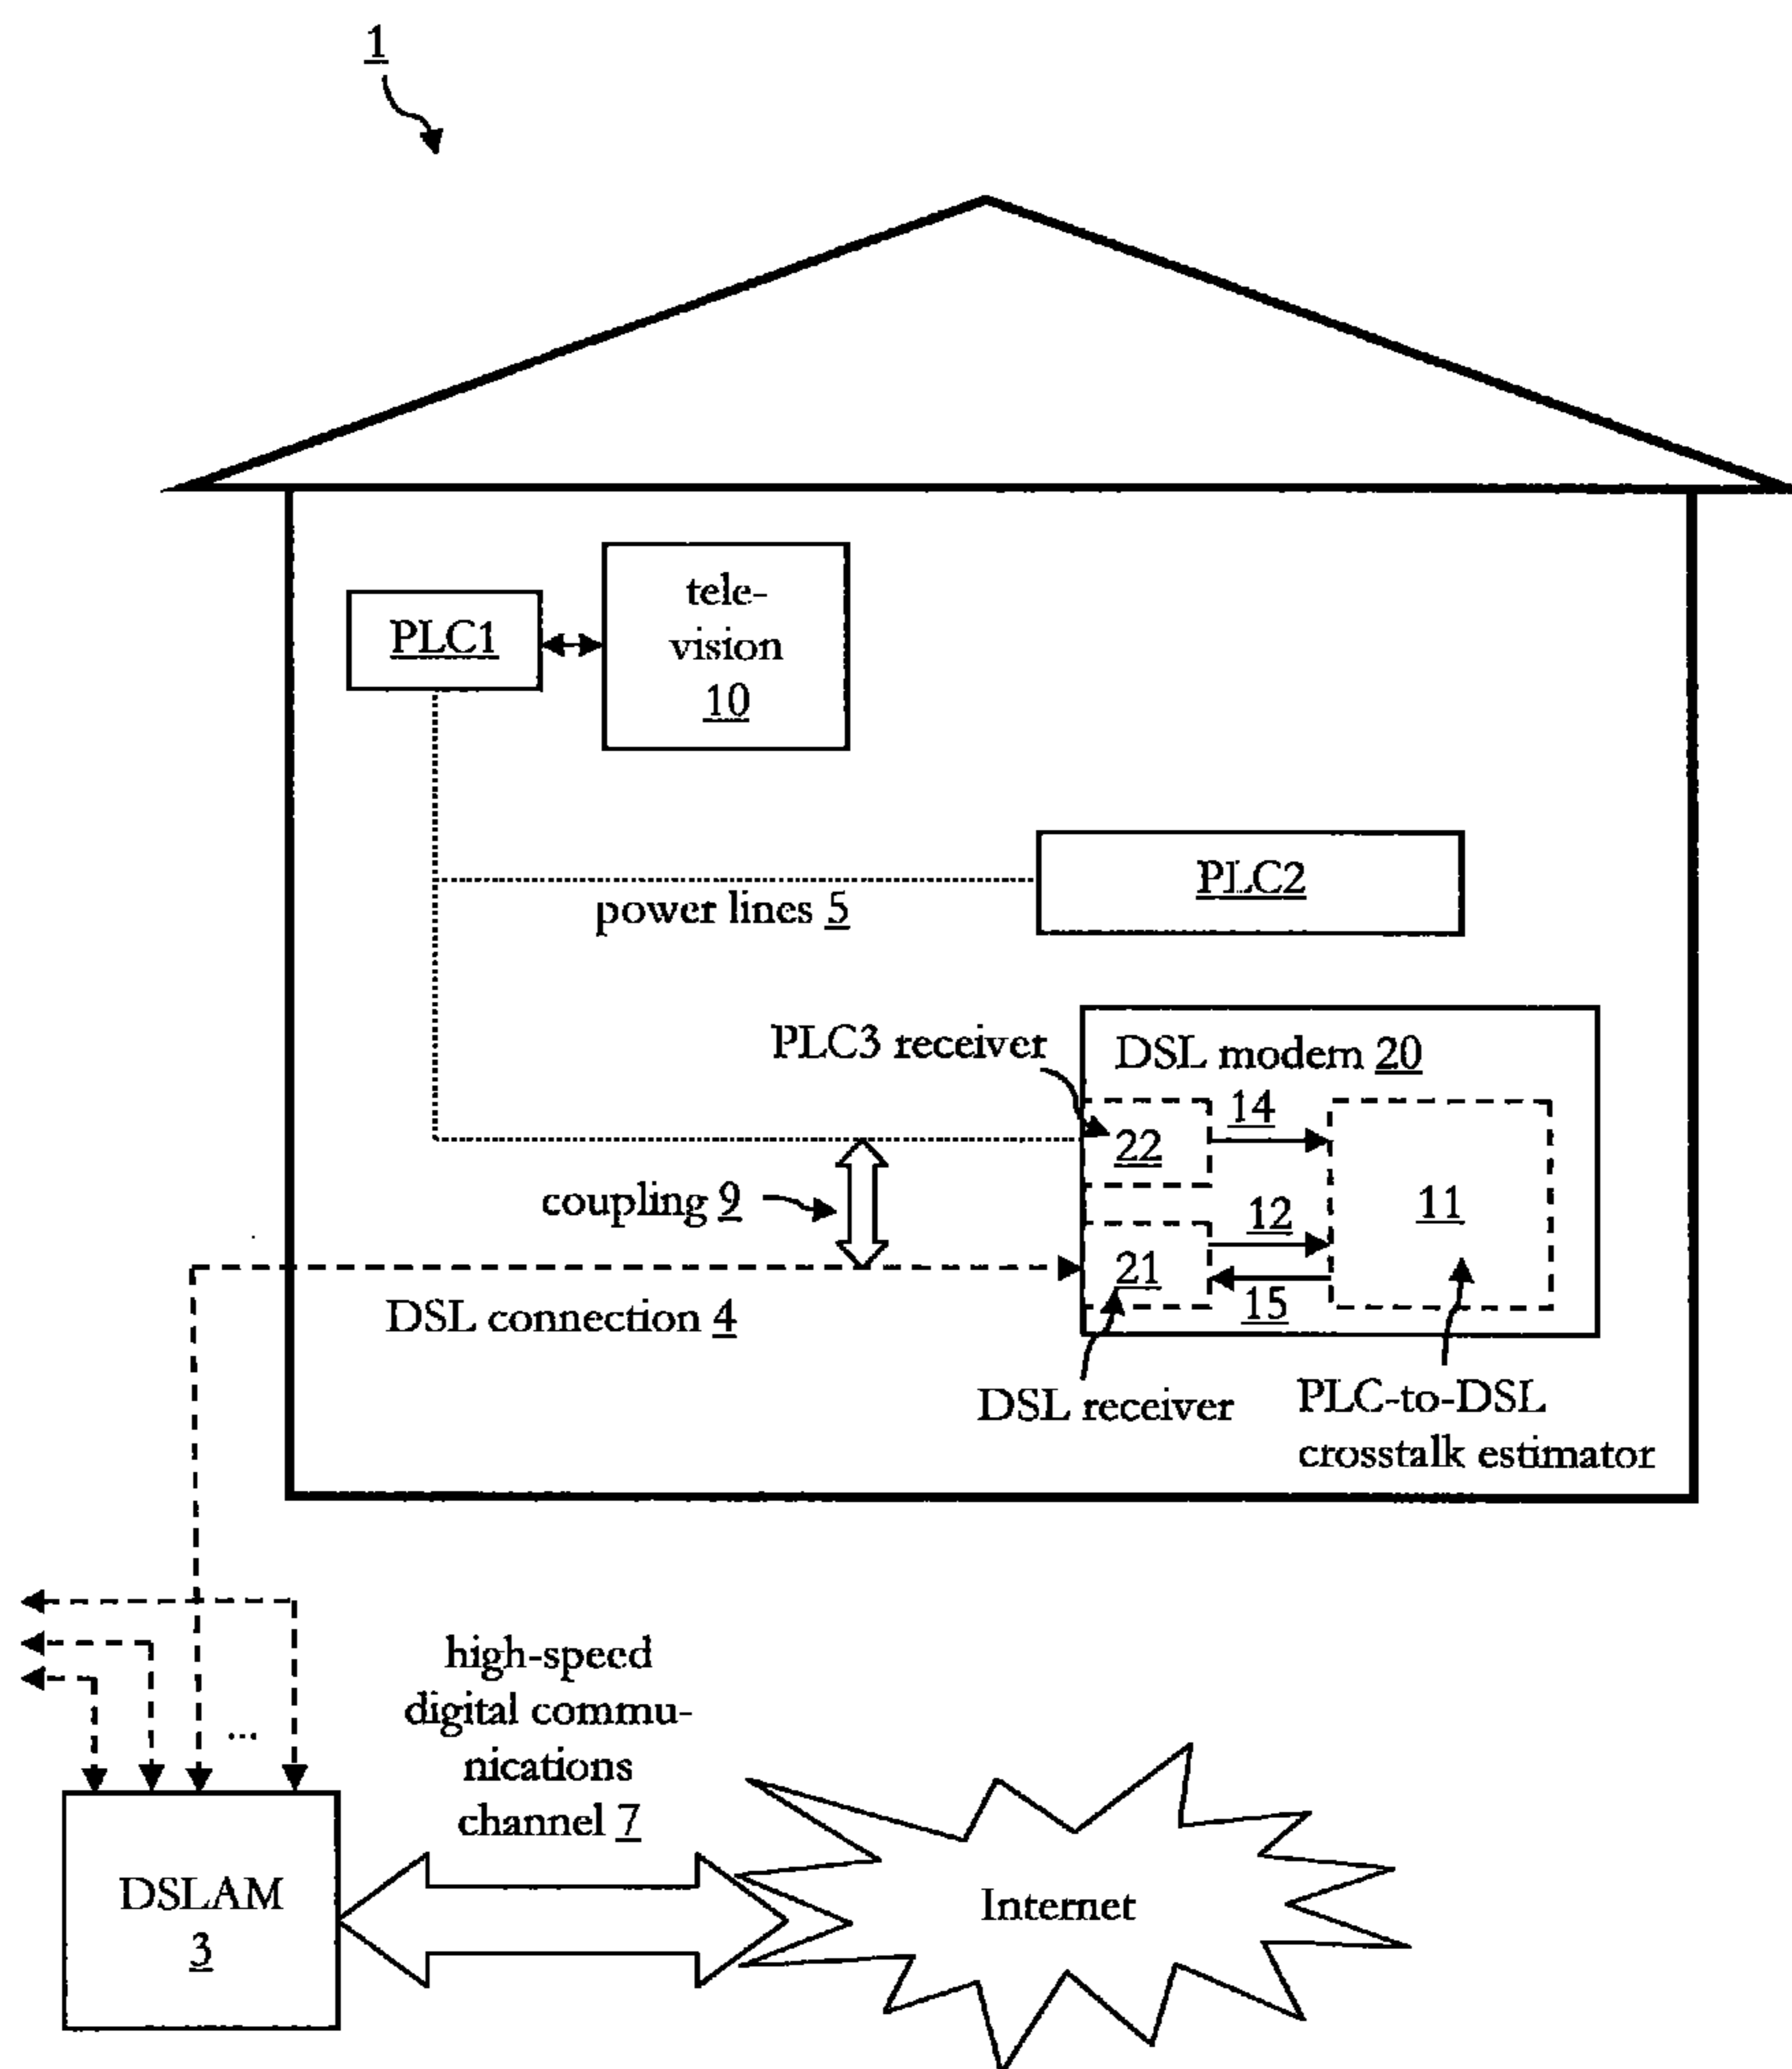 1
PLC1
tele-
vision
10
PLC2
power lines 5
PLC3 receiver
DSL modem 20
14
22
coupling 9
12
11
21
15
DSL connection 4
DSL receiver
PLC-to-DSL
crosstalk estimator
high-speed
digital commu-
nications
channel 7
...
DSLAM
3
Internet